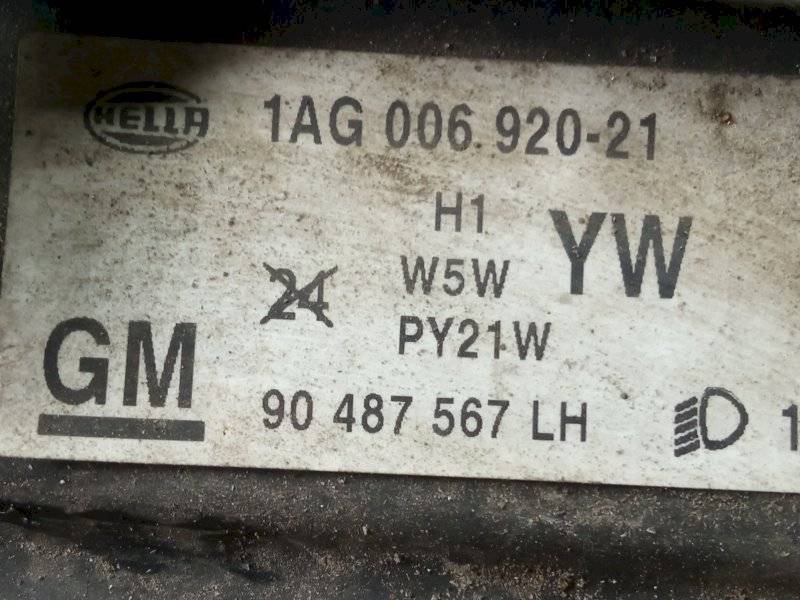 HELLA 1AG 006 920-21
H1
YW
W5W
24
PY21W
GM
90 487 567 LH 1